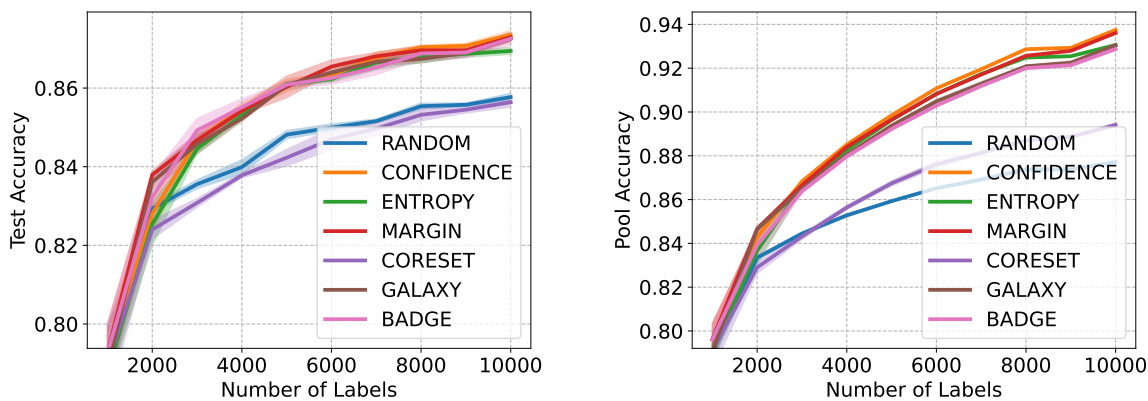 Test Accuracy
0.86
0.84
0.82
0.80
2000 4000 6000 8000 10000
Number of Labels
RANDOM
CONFIDENCE
ENTROPY
MARGIN
CORESET
GALAXY
BADGE
Pool Accuracy
0.94
0.92
0.90
0.88
0.86
0.84
0.82
0.80
2000 4000 6000 8000 10000
Number of Labels
RANDOM
CONFIDENCE
ENTROPY
MARGIN
CORESET
GALAXY
BADGE